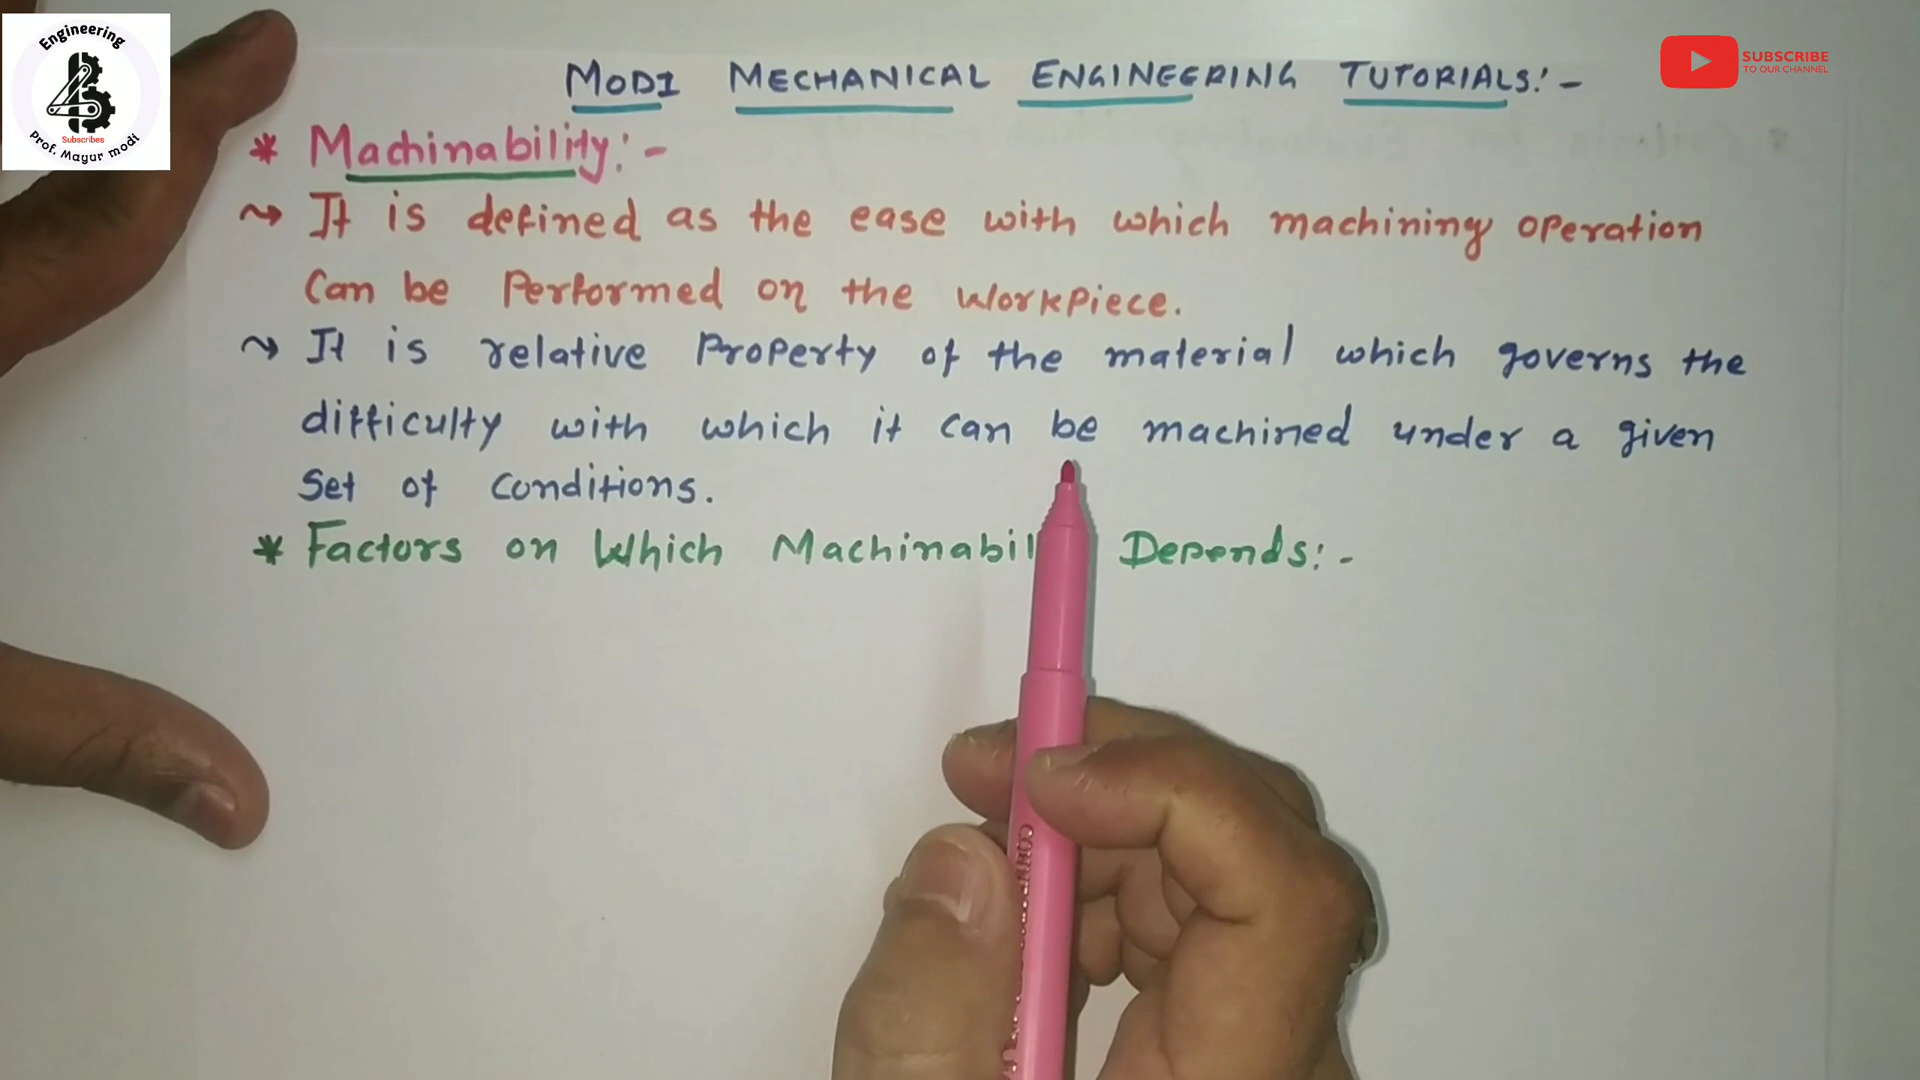 Engineering
Subscribes
Prof. Mayur modi
SUBSCRIBE
TO OUR CHANNEL
MODI MECHANICAL ENGINEERING TUTORIALS:-
* Machinability:-
~> It is defined as the ease with which machining operation
Can be Performed on the workpiece.
~> It is relative Property of the material which governs the
difficulty with which it can be machined under a given
Set of conditions.
* Factors on Which Machinabil Depends:-